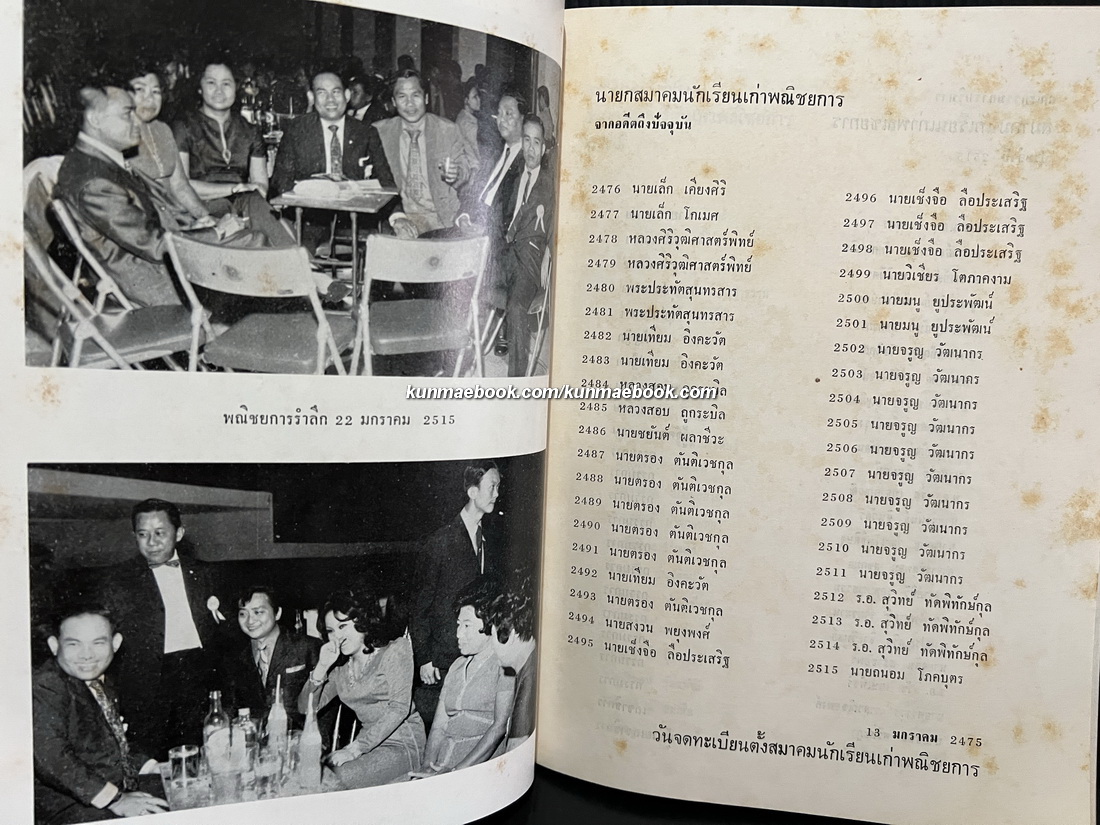 พณิชยการรำลึก 22 มกราคม 2515
kunmaebook.com/kunmaebook.com
นายกสมาคมนักเรียนเก่าพณิชยการ
จากอดีตถึงปัจจุบัน
2476 นายเล็ก เคียงศิริ
2477 นายเล็ก โกเมศ
2478 หลวงศิริวุฒิศาสตร์พิทย์
2479 หลวงศิริวุฒิศาสตร์พิทย์
2480 พระประทัตสุนทรสาร
2481 พระประทัตสุนทรสาร
2482 นายเทียม อิงคะวัต
2483 นายเทียม อิงคะวัต
2484 หลวงสอบ
2485 หลวงสอบ ถูกระบิล
2486 นายชยันต์ ผลาชีวะ
2487 นายตรอง ตันติเวชกุล
2488 นายตรอง ตันติเวชกุล
2489 นายตรอง ตันติเวชกุล
2490 นายตรอง ตันติเวชกุล
2491 นายตรอง ตันติเวชกุล
2492 นายเทียม อิงคะวัต
2493 นายตรอง ตันติเวชกุล
2494 นายสงวน พยุงพงศ์
2495 นายเช็งจือ ลือประเสริฐ
2496 นายเช็งจือ ลือประเสริฐ
2497 นายเช็งจือ ลือประเสริฐ
2498 นายเช็งจือ ลือประเสริฐ
2499 นายวิเชียร โตภาคงาม
2500 นายมนู ยูประพัฒน์
2501 นายมนู ยูประพัฒน์
2502 นายจรูญ วัฒนากร
2503 นายจรูญ วัฒนากร
2504 นายจรูญ วัฒนากร
2505 นายจรูญ วัฒนากร
2506 นายจรูญ วัฒนากร
2507 นายจรูญ วัฒนากร
2508 นายจรูญ วัฒนากร
2509 นายจรูญ วัฒนากร
2510 นายจรูญ วัฒนากร
2511 นายจรูญ วัฒนากร
2512 ร.อ. สุวิทย์ ทัดพิทักษ์กุล
2513 ร.อ. สุวิทย์ ทัดพิทักษ์กุล
2514 ร.อ. สุวิทย์ ทัดพิทักษ์กุล
2515 นายถนอม โภคบุตร
13 มกราคม 2475
วันจดทะเบียนตั้งสมาคมนักเรียนเก่าพณิชยการ